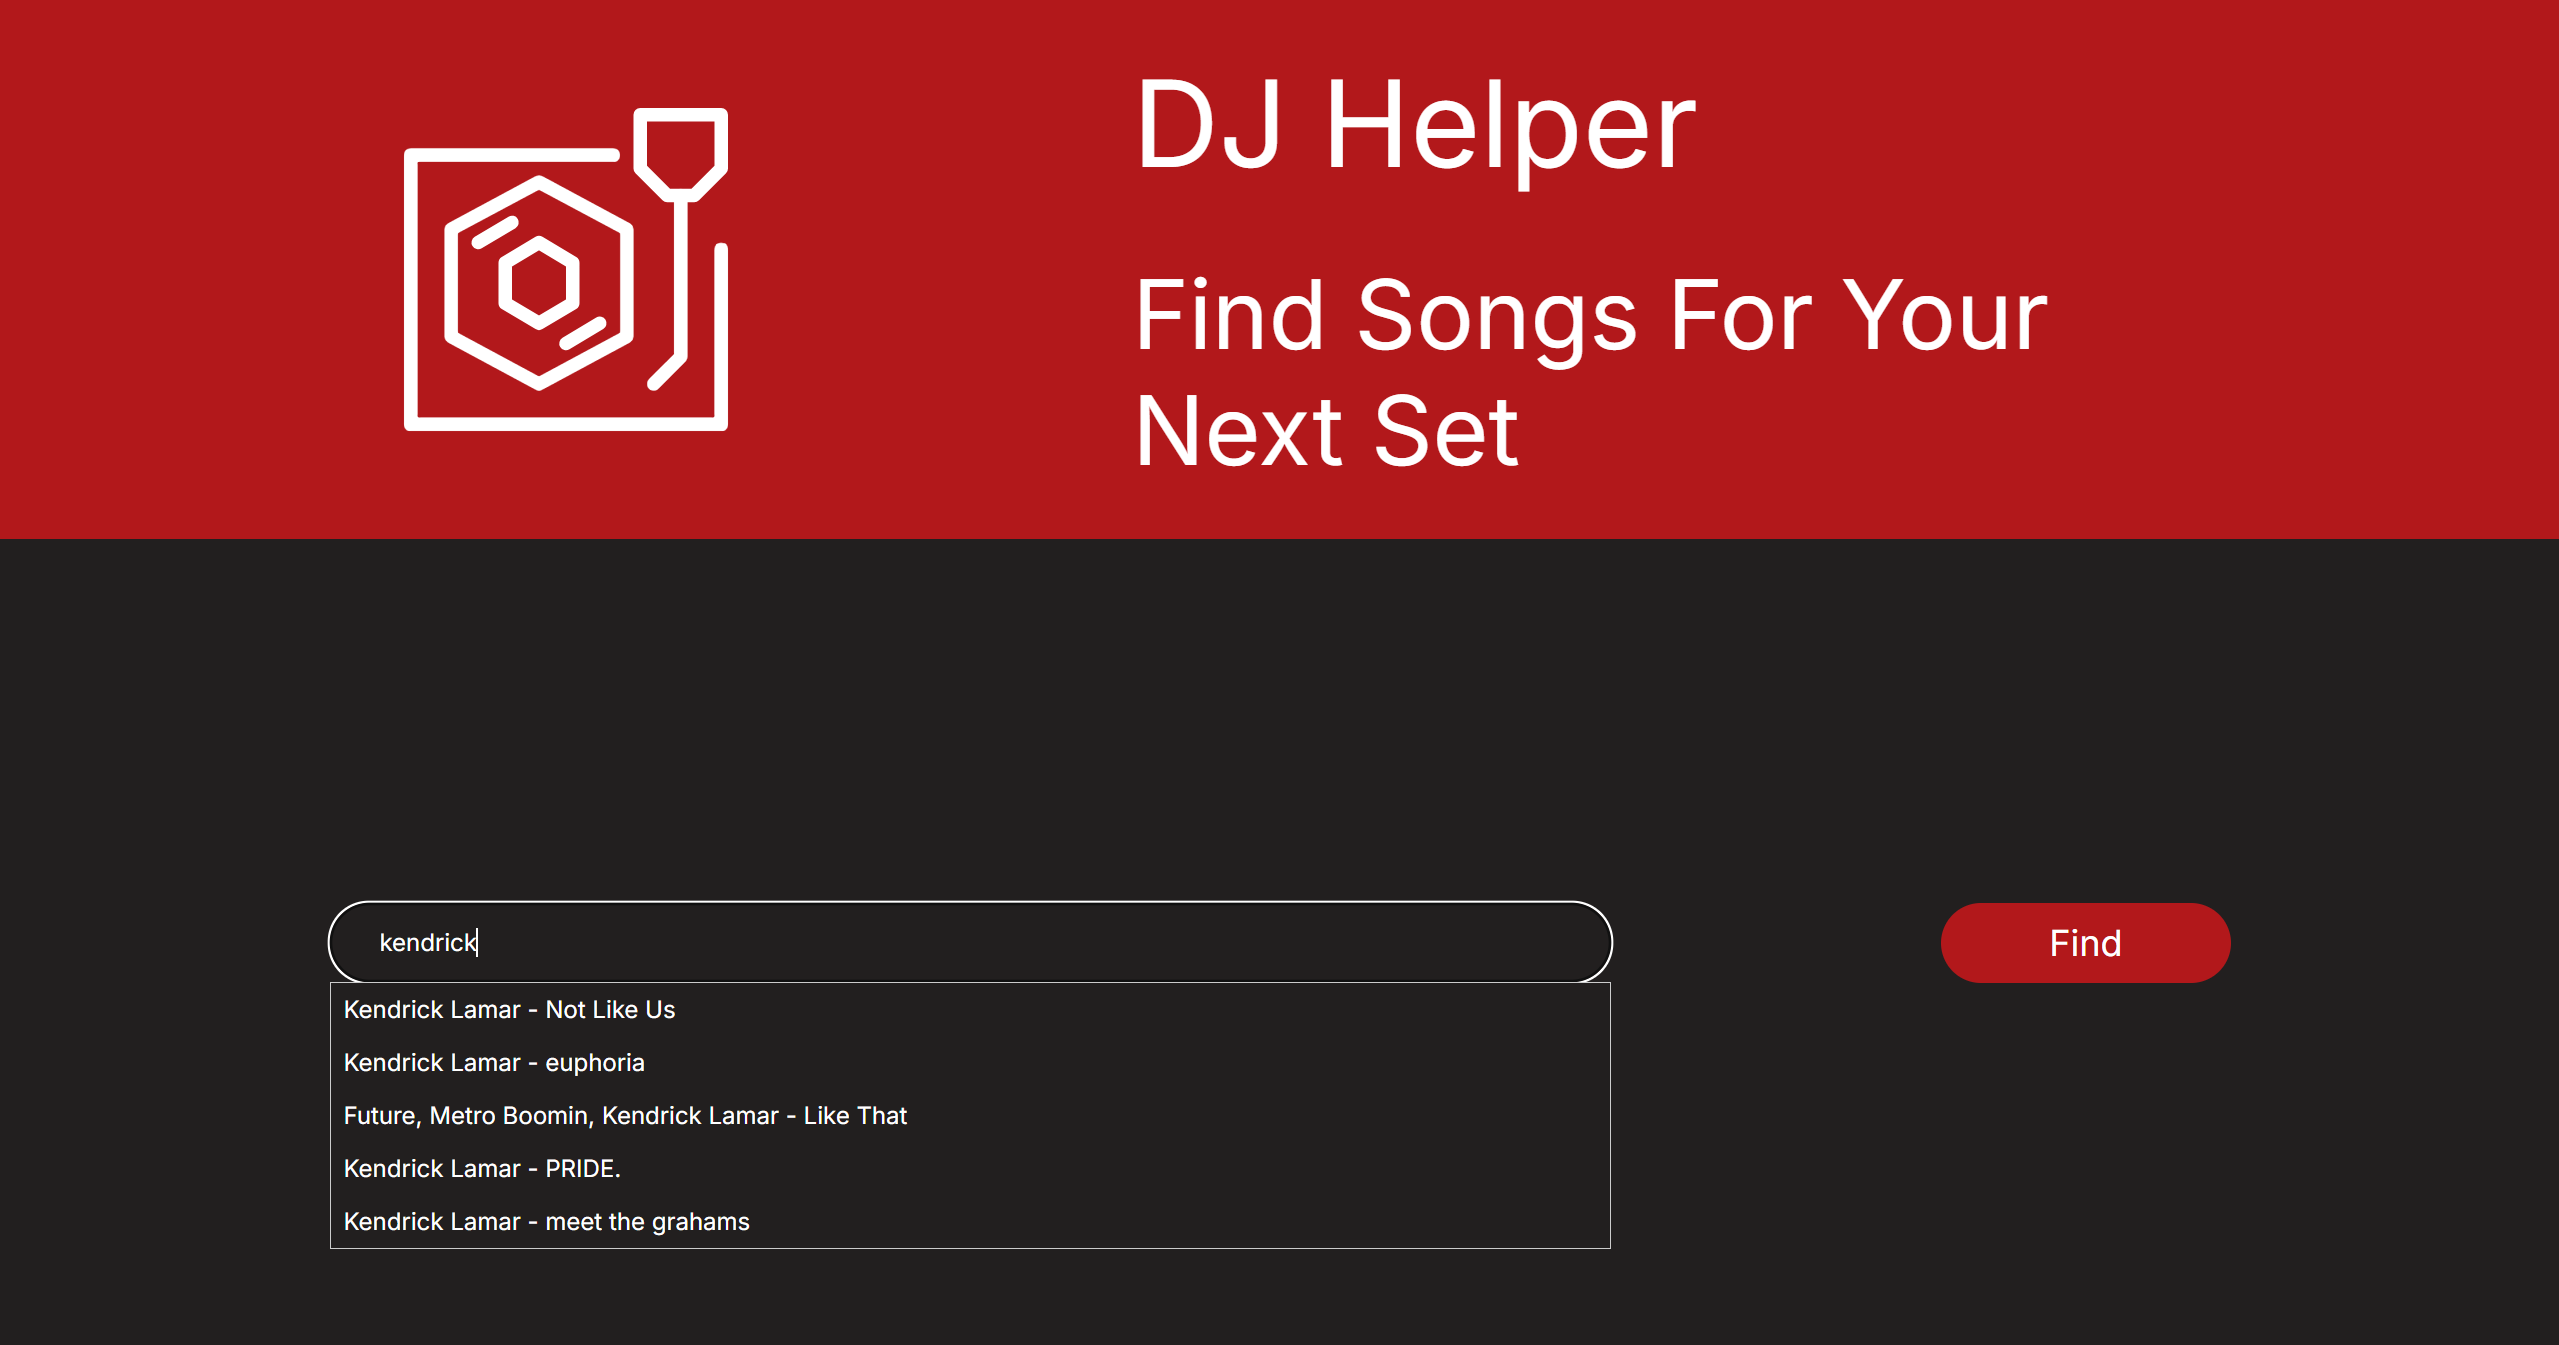 DJ Helper
Find Songs For Your
Next Set
kendrick
Find
Kendrick Lamar - Not Like Us
Kendrick Lamar - euphoria
Future, Metro Boomin, Kendrick Lamar - Like That
Kendrick Lamar - PRIDE.
Kendrick Lamar - meet the grahams